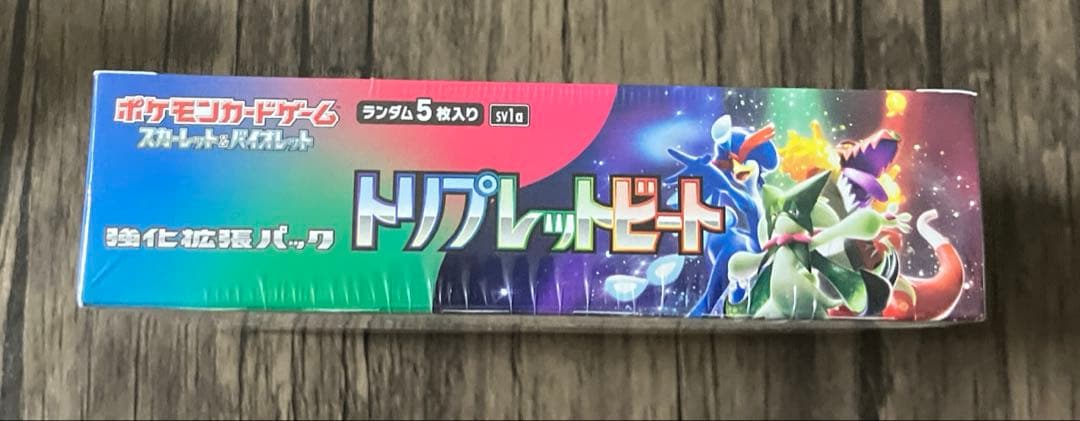 ポケモンカードゲーム™
スカーレット&バイオレット
ランダム5枚入り
sv1a
強化拡張パック
トリプレットビート